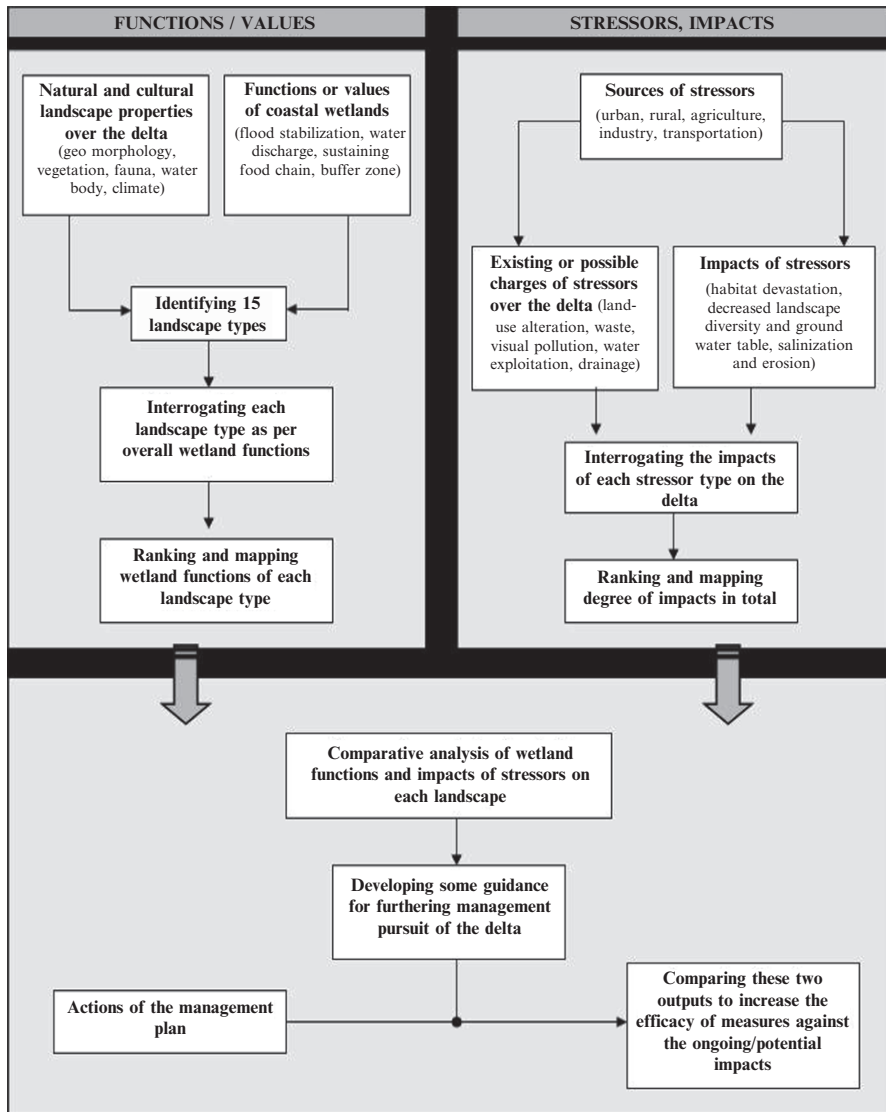 FUNCTIONS / VALUES
Natural and cultural
landscape properties
over the delta
(geo morphology,
vegetation, fauna, water
body, climate)
Functions or values
of coastal wetlands
(flood stabilization, water
discharge, sustaining
food chain, buffer zone)
Identifying 15
landscape types
Interrogating each
landscape type as per
overall wetland functions
Ranking and mapping
wetland functions of each
landscape type
STRESSORS, IMPACTS
Sources of stressors
(urban, rural, agriculture,
industry, transportation)
Existing or possible
charges of stressors
over the delta (land-
use alteration, waste,
visual pollution, water
exploitation, drainage)
Impacts of stressors
(habitat devastation,
decreased landscape
diversity and ground
water table, salinization
and erosion)
Interrogating the impacts
of each stressor type on the
delta
Ranking and mapping
degree of impacts in total
Comparative analysis of wetland
functions and impacts of stressors on
each landscape
Developing some guidance
for furthering management
pursuit of the delta
Actions of the management
plan
Comparing these two
outputs to increase the
efficacy of measures against
the ongoing/potential
impacts